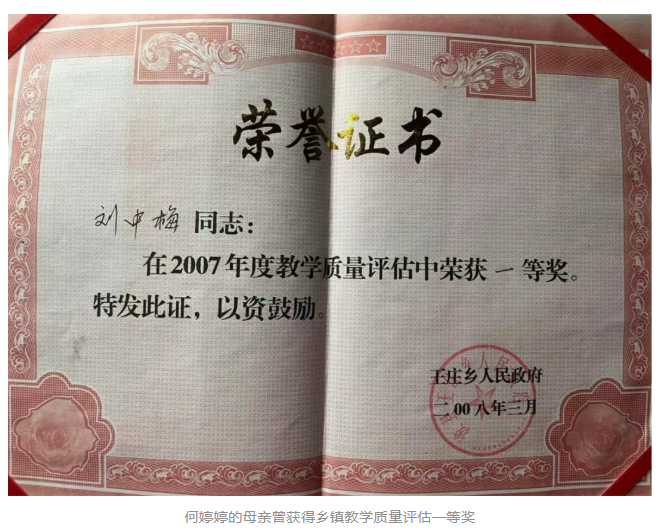 荣誉证书
刘中梅 同志：
在2007年度教学质量评估中荣获 一 等奖。
特发此证，以资鼓励。
王庄乡人民政府
二00八年三月
何婷婷的母亲曾获得乡镇教学质量评估一等奖